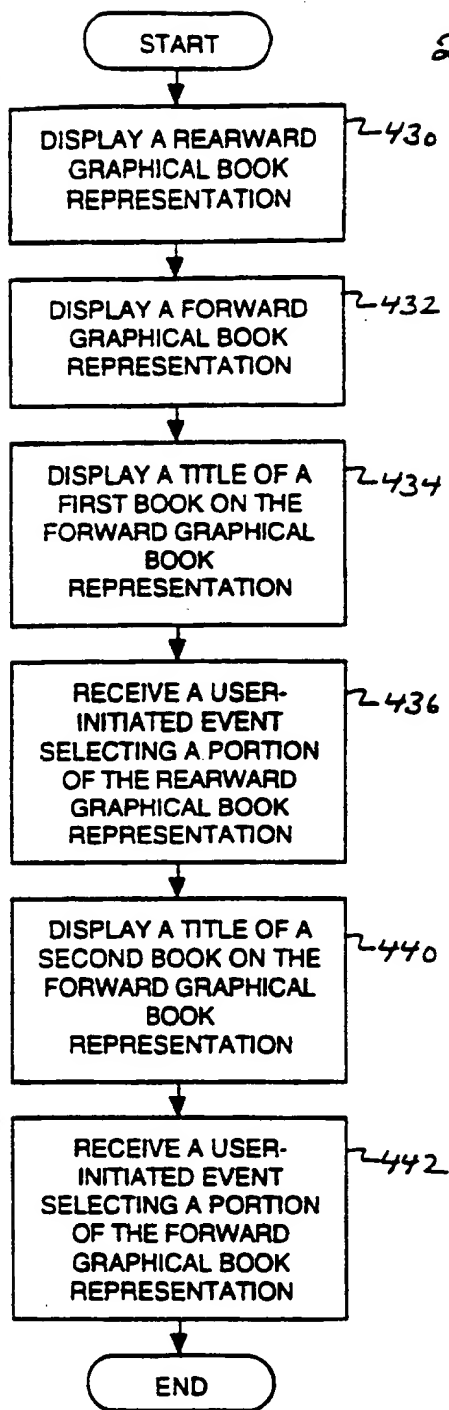 START
DISPLAY A REARWARD
GRAPHICAL BOOK
REPRESENTATION
430
DISPLAY A FORWARD
GRAPHICAL BOOK
REPRESENTATION
432
DISPLAY A TITLE OF A
FIRST BOOK ON THE
FORWARD GRAPHICAL
BOOK
REPRESENTATION
434
RECEIVE A USER-
INITIATED EVENT
SELECTING A PORTION
OF THE REARWARD
GRAPHICAL BOOK
REPRESENTATION
436
DISPLAY A TITLE OF A
SECOND BOOK ON THE
FORWARD GRAPHICAL
BOOK
REPRESENTATION
440
RECEIVE A USER-
INITIATED EVENT
SELECTING A PORTION
OF THE FORWARD
GRAPHICAL BOOK
REPRESENTATION
442
END